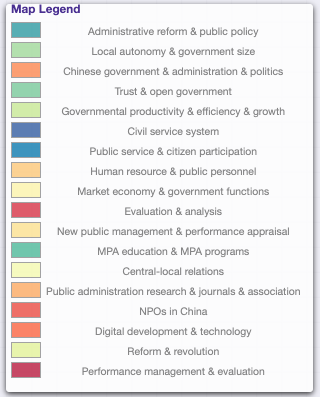 Map Legend
Administrative reform & public policy
Local autonomy & government size
Chinese government & administration & politics
Trust & open government
Governmental productivity & efficiency & growth
Civil service system
Public service & citizen participation
Human resource & public personnel
Market economy & government functions
Evaluation & analysis
New public management & performance appraisal
MPA education & MPA programs
Central-local relations
Public administration research & journals & association
NPOs in China
Digital development & technology
Reform & revolution
Performance management & evaluation